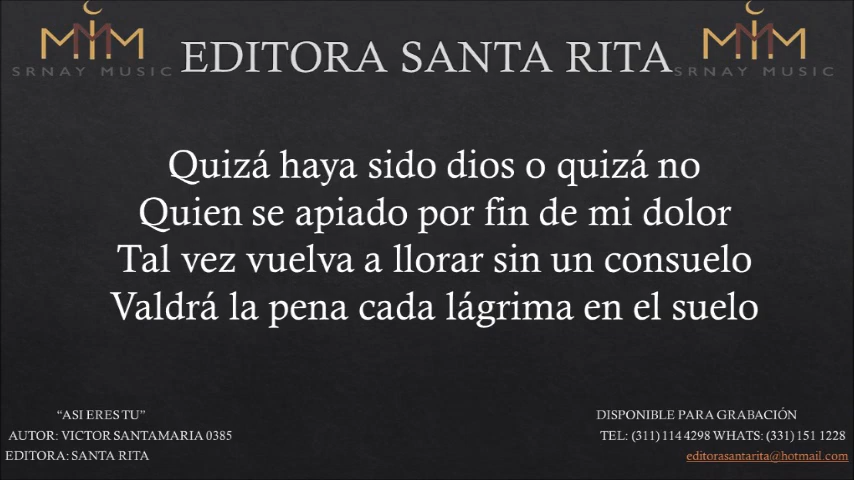 MIM
SRNAY MUSIC
EDITORA SANTA RITA
MIM
SRNAY MUSIC
Quizá haya sido dios o quizá no
Quien se apiado por fin de mi dolor
Tal vez vuelva a llorar sin un consuelo
Valdrá la pena cada lágrima en el suelo
“ASI ERES TU”
AUTOR: VICTOR SANTAMARIA 0385
EDITORA: SANTA RITA
DISPONIBLE PARA GRABACIÓN
TEL: (311) 114 4298 WHATS: (331) 151 1228
editorasantarita@hotmail.com